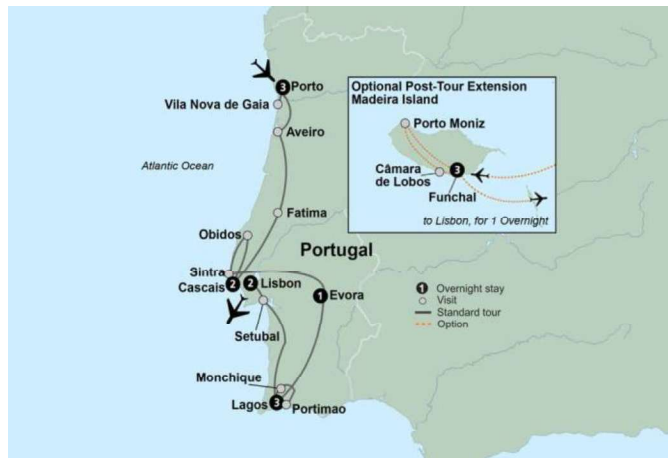 3 Porto
Vila Nova de Gaia
Aveiro
Atlantic Ocean
Fatima
Obidos
Portugal
Sintra
Cascais 2
2 Lisbon
1 Evora
Setubal
Monchique
Lagos 3
Portimao
Optional Post-Tour Extension
Madeira Island
Porto Moniz
Câmara
de Lobos
3
Funchal
to Lisbon, for 1 Overnight
1 Overnight stay
Visit
Standard tour
Option